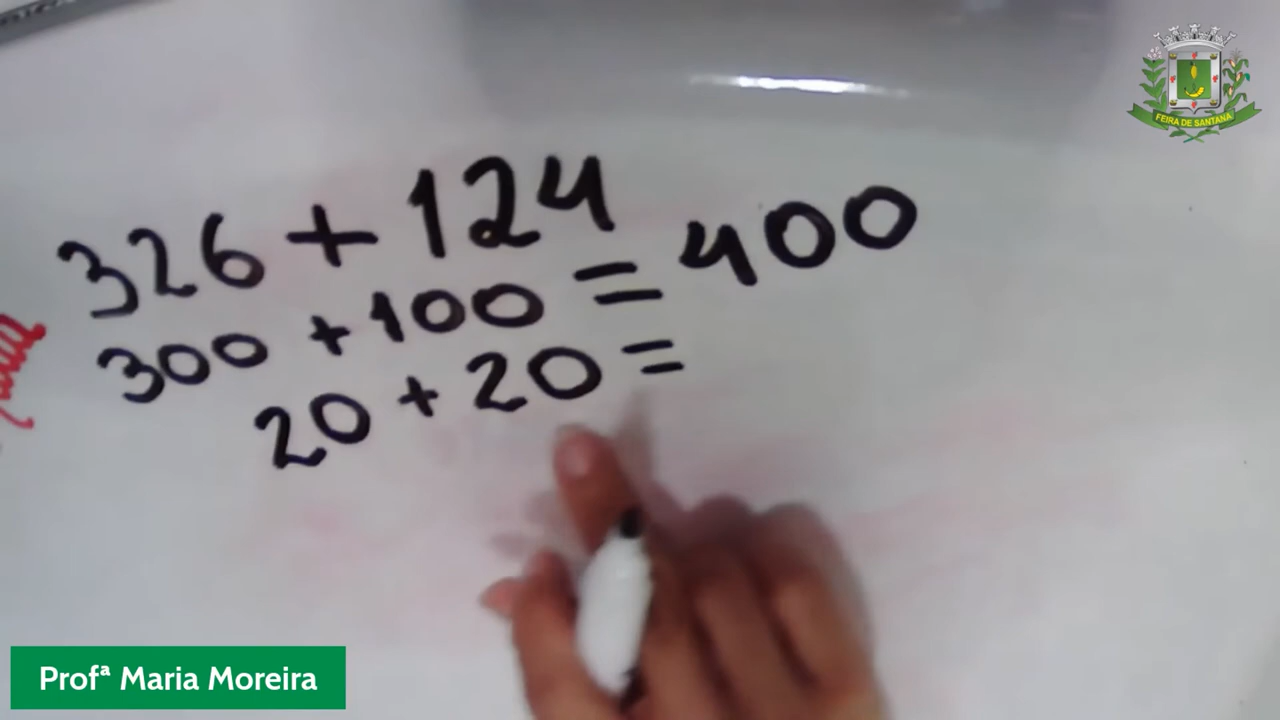 326 + 124
300 + 100 = 400
20 + 20 =
FEIRA DE SANTANA
Profª Maria Moreira